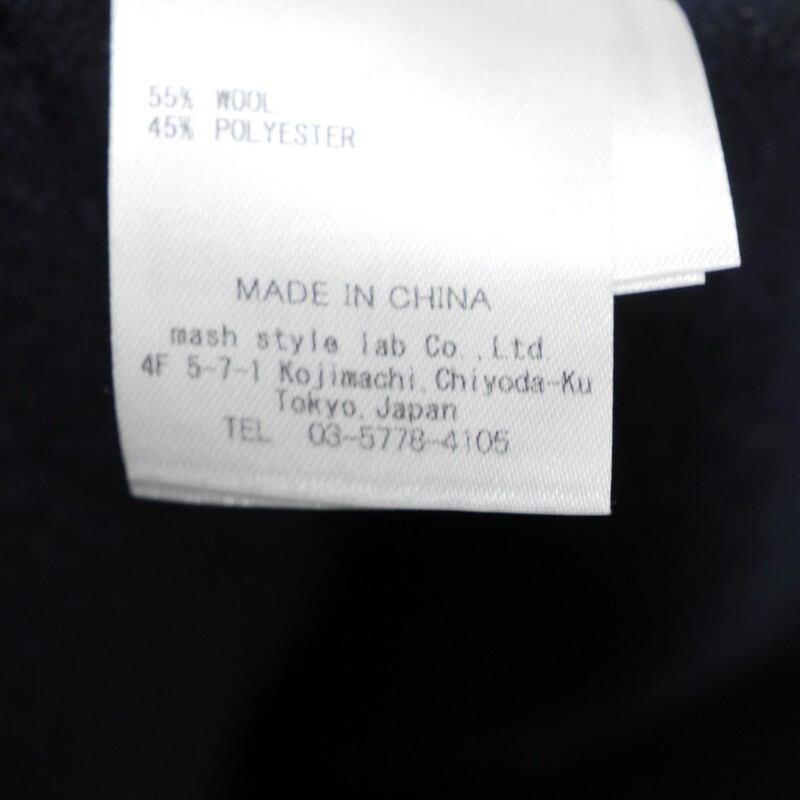 55% WOOL
45% POLYESTER
MADE IN CHINA
mash style lab Co.,Ltd.
4F 5-7-1 Kojimachi,Chiyoda-Ku
Tokyo,Japan
TEL 03-5778-4105